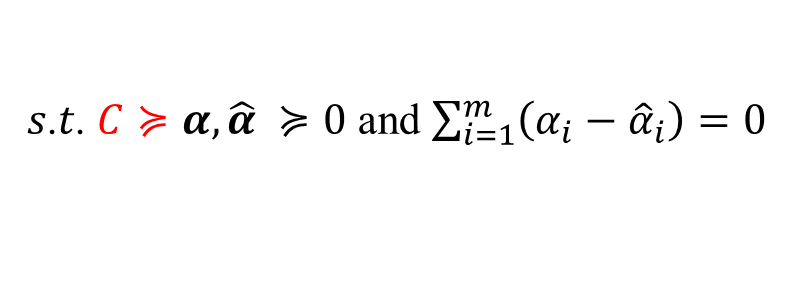 s.t. C ≽ α, α̂ ≽ 0 and ∑ᵢ₌₁ᵐ(αᵢ − α̂ᵢ) = 0